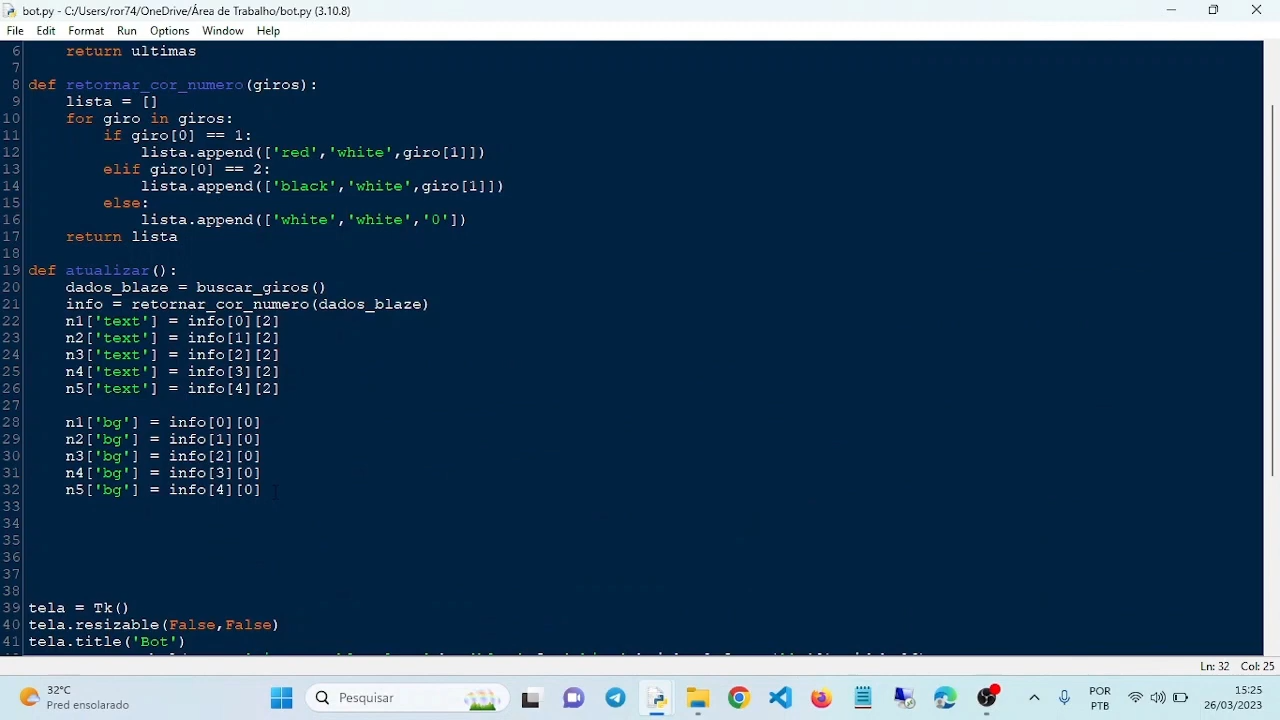 bot.py - C:/Users/ror74/OneDrive/Área de Trabalho/bot.py (3.10.8)
File Edit Format Run Options Window Help
6     return ultimas
7
8 def retornar_cor_numero(giros):
9     lista = []
10     for giro in giros:
11         if giro[0] == 1:
12             lista.append(['red','white',giro[1]])
13         elif giro[0] == 2:
14             lista.append(['black','white',giro[1]])
15         else:
16             lista.append(['white','white','0'])
17     return lista
18
19 def atualizar():
20     dados_blaze = buscar_giros()
21     info = retornar_cor_numero(dados_blaze)
22     n1['text'] = info[0][2]
23     n2['text'] = info[1][2]
24     n3['text'] = info[2][2]
25     n4['text'] = info[3][2]
26     n5['text'] = info[4][2]
27
28     n1['bg'] = info[0][0]
29     n2['bg'] = info[1][0]
30     n3['bg'] = info[2][0]
31     n4['bg'] = info[3][0]
32     n5['bg'] = info[4][0]
33
34
35
36
37
38
39 tela = Tk()
40 tela.resizable(False,False)
41 tela.title('Bot')
Ln: 32 Col: 25
32°C
Pred ensolarado
Pesquisar
POR
PTB
15:25
26/03/2023